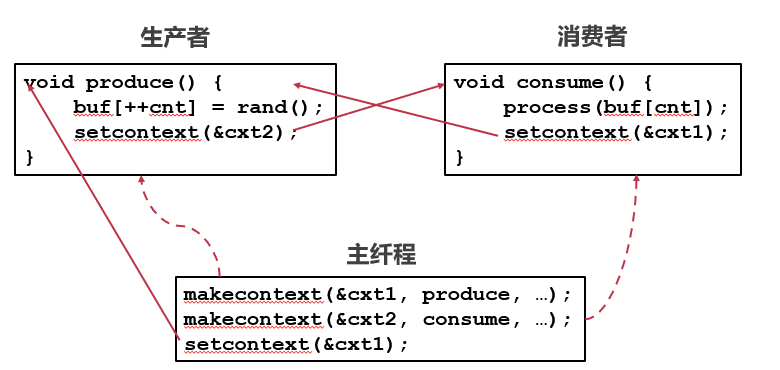 生产者
void produce() {
buf[++cnt] = rand();
setcontext(&cxt2);
}
消费者
void consume() {
process(buf[cnt]);
setcontext(&cxt1);
}
主纤程
makecontext(&cxt1, produce, …);
makecontext(&cxt2, consume, …);
setcontext(&cxt1);